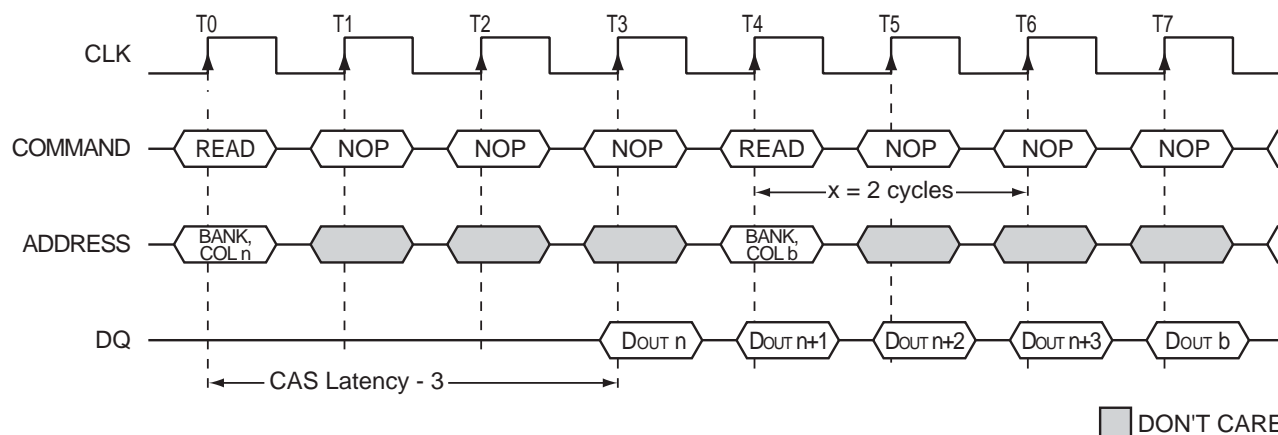 T0 T1 T2 T3 T4 T5 T6 T7
CLK
COMMAND READ NOP NOP NOP READ NOP NOP NOP
x = 2 cycles
ADDRESS BANK, COL n BANK, COL b
DQ DOUT n DOUT n+1 DOUT n+2 DOUT n+3 DOUT b
CAS Latency - 3
DON'T CARE